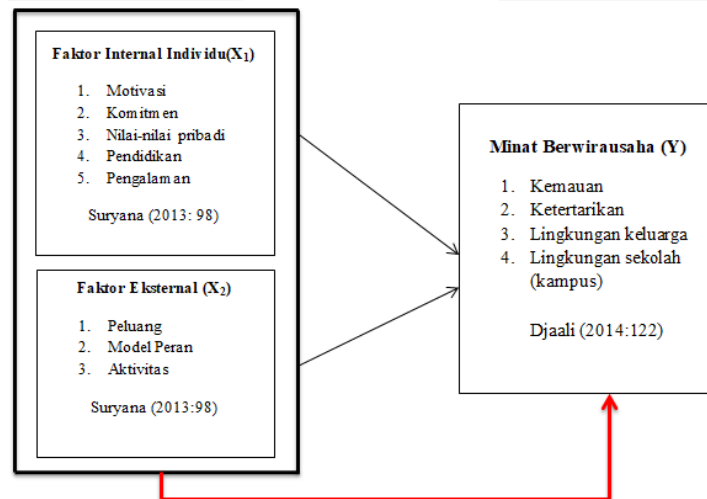 Faktor Internal Individu(X₁)
1. Motivasi
2. Komitmen
3. Nilai-nilai pribadi
4. Pendidikan
5. Pengalaman
Suryana (2013: 98)
Faktor Eksternal (X₂)
1. Peluang
2. Model Peran
3. Aktivitas
Suryana (2013:98)
Minat Berwirausaha (Y)
1. Kemauan
2. Ketertarikan
3. Lingkungan keluarga
4. Lingkungan sekolah
(kampus)
Djaali (2014:122)